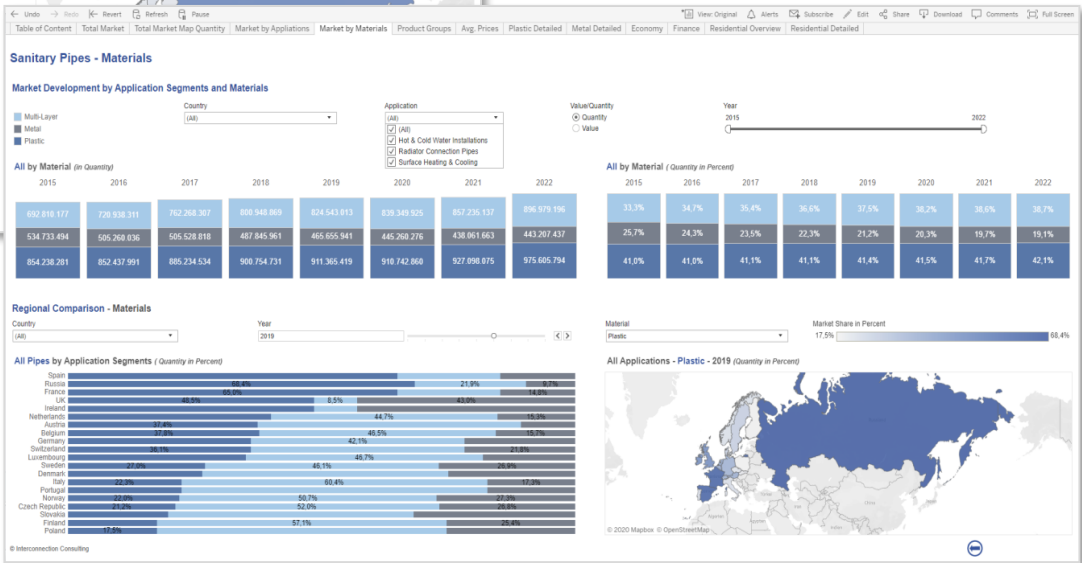 Undo Redo Revert Refresh Pause View: Original Alerts Subscribe Edit Share Download Comments Full Screen
Table of Content Total Market Total Market Map Quantity Market by Appliations Market by Materials Product Groups Avg. Prices Plastic Detailed Metal Detailed Economy Finance Residential Overview Residential Detailed
Sanitary Pipes - Materials
Market Development by Application Segments and Materials
Country Application Value/Quantity Year
Multi-Layer (All) (All) Quantity 2015 2022
Metal (All) Value
Plastic Hot & Cold Water Installations
Radiator Connection Pipes
Surface Heating & Cooling
All by Material (in Quantity) All by Material ( Quantity in Percent)
2015 2016 2017 2018 2019 2020 2021 2022 2015 2016 2017 2018 2019 2020 2021 2022
692.818.177 720.938.311 762.268.307 800.948.869 824.543.813 839.349.925 857.235.137 896.979.196 33,3% 34,7% 35,4% 36,6% 37,5% 38,2% 38,6% 38,7%
534.733.494 505.260.036 505.528.818 487.845.961 465.655.941 445.260.276 438.061.663 443.207.437 25,7% 24,3% 23,5% 22,3% 21,2% 20,3% 19,7% 19,1%
854.238.281 852.437.991 885.234.534 900.754.731 911.365.419 910.742.860 927.098.075 975.605.794 41,0% 41,0% 41,1% 41,1% 41,4% 41,5% 41,7% 42,1%
Regional Comparison - Materials
Country Year Material Market Share in Percent
(All) 2019 Plastic 17,5% 68,4%
All Pipes by Application Segments ( Quantity in Percent) All Applications - Plastic - 2019 (Quantity in Percent)
Spain
Russia 68,4% 21,9% 9,7%
France 65,0% 14,8%
UK 48,5% 8,5% 43,0%
Ireland
Netherlands 44,7% 15,3%
Austria 37,4%
Belgium 37,8% 46,5% 15,7%
Germany 42,1%
Switzerland 36,1% 21,8%
Luxembourg 46,7%
Sweden 27,0% 46,1% 26,9%
Denmark
Italy 22,3% 60,4% 17,3%
Portugal
Norway 22,0% 50,7% 27,3%
Czech Republic 21,2% 52,0% 26,8%
Slovakia
Finland 57,1% 25,4%
Poland 17,5%
© 2020 Mapbox © OpenStreetMap
© Interconnection Consulting